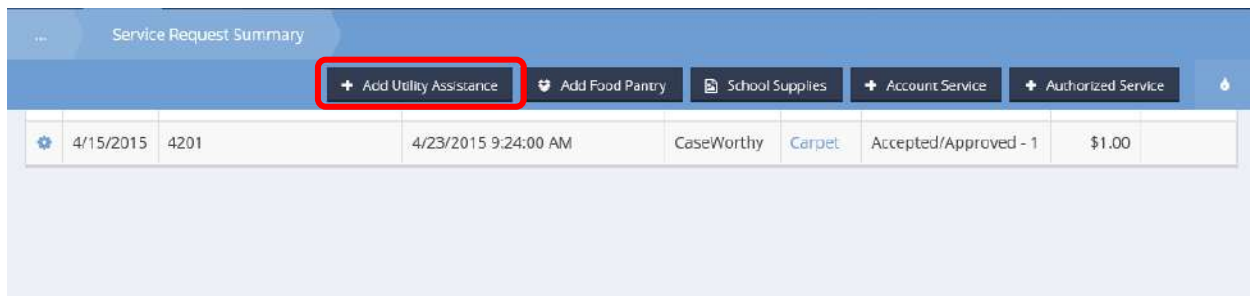 ... Service Request Summary
+ Add Utility Assistance Add Food Pantry School Supplies + Account Service + Authorized Service
4/15/2015 4201 4/23/2015 9:24:00 AM CaseWorthy Carpet Accepted/Approved - 1 $1.00